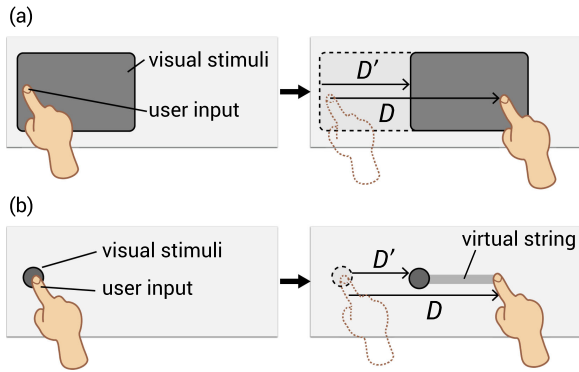 (a)
visual stimuli
user input
D′
D
(b)
visual stimuli
user input
virtual string
D′
D